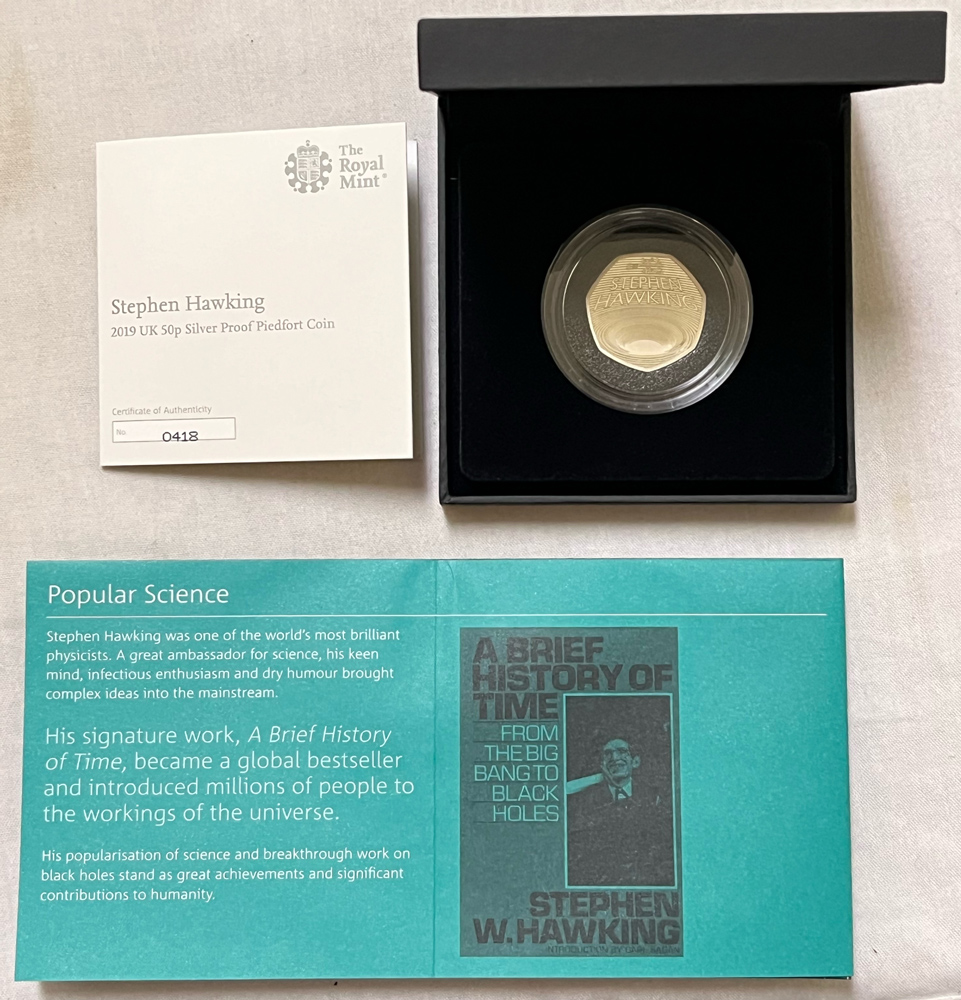 The
Royal
Mint®
Stephen Hawking
2019 UK 50p Silver Proof Piedfort Coin
Certificate of Authenticity
No
0418
STEPHEN
HAWKING
Popular Science
Stephen Hawking was one of the world's most brilliant
physicists. A great ambassador for science, his keen
mind, infectious enthusiasm and dry humour brought
complex ideas into the mainstream.
His signature work, A Brief History
of Time, became a global bestseller
and introduced millions of people to
the workings of the universe.
His popularisation of science and breakthrough work on
black holes stand as great achievements and significant
contributions to humanity.
A BRIEF
HISTORY OF
TIME
FROM
THE BIG
BANG TO
BLACK
HOLES
STEPHEN
W. HAWKING
INTRODUCTION BY CARL SAGAN